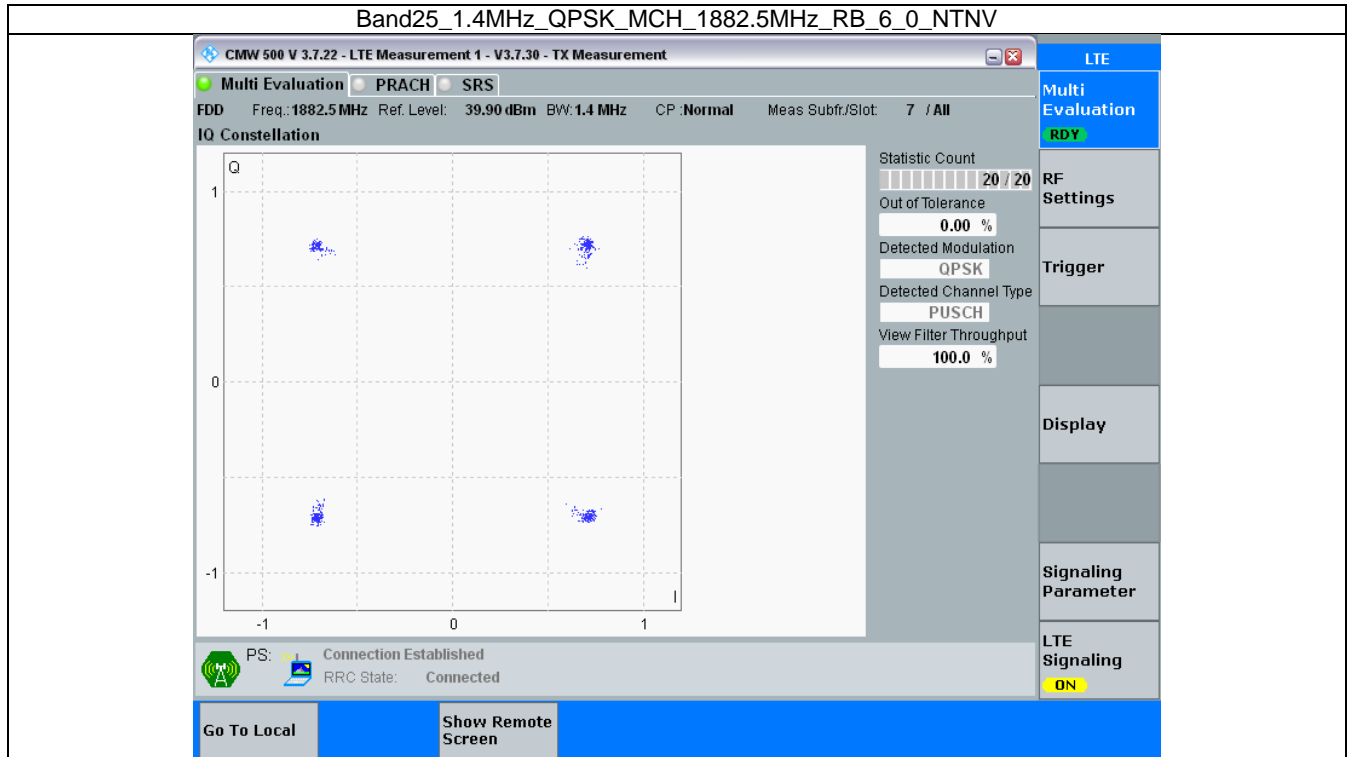 Band25_1.4MHz_QPSK_MCH_1882.5MHz_RB_6_0_NTNV
CMW 500 V 3.7.22 - LTE Measurement 1 - V3.7.30 - TX Measurement
LTE
Multi Evaluation PRACH SRS
FDD Freq.:1882.5 MHz Ref. Level: 39.90 dBm BW:1.4 MHz CP :Normal Meas Subfr./Slot: 7 / All
IQ Constellation
Q
1
0
-1
I
-1 0 1
Statistic Count
20 / 20
Out of Tolerance
0.00 %
Detected Modulation
QPSK
Detected Channel Type
PUSCH
View Filter Throughput
100.0 %
Multi
Evaluation
RDY
RF
Settings
Trigger
Display
Signaling
Parameter
LTE
Signaling
ON
PS: Connection Established
RRC State: Connected
Go To Local
Show Remote
Screen